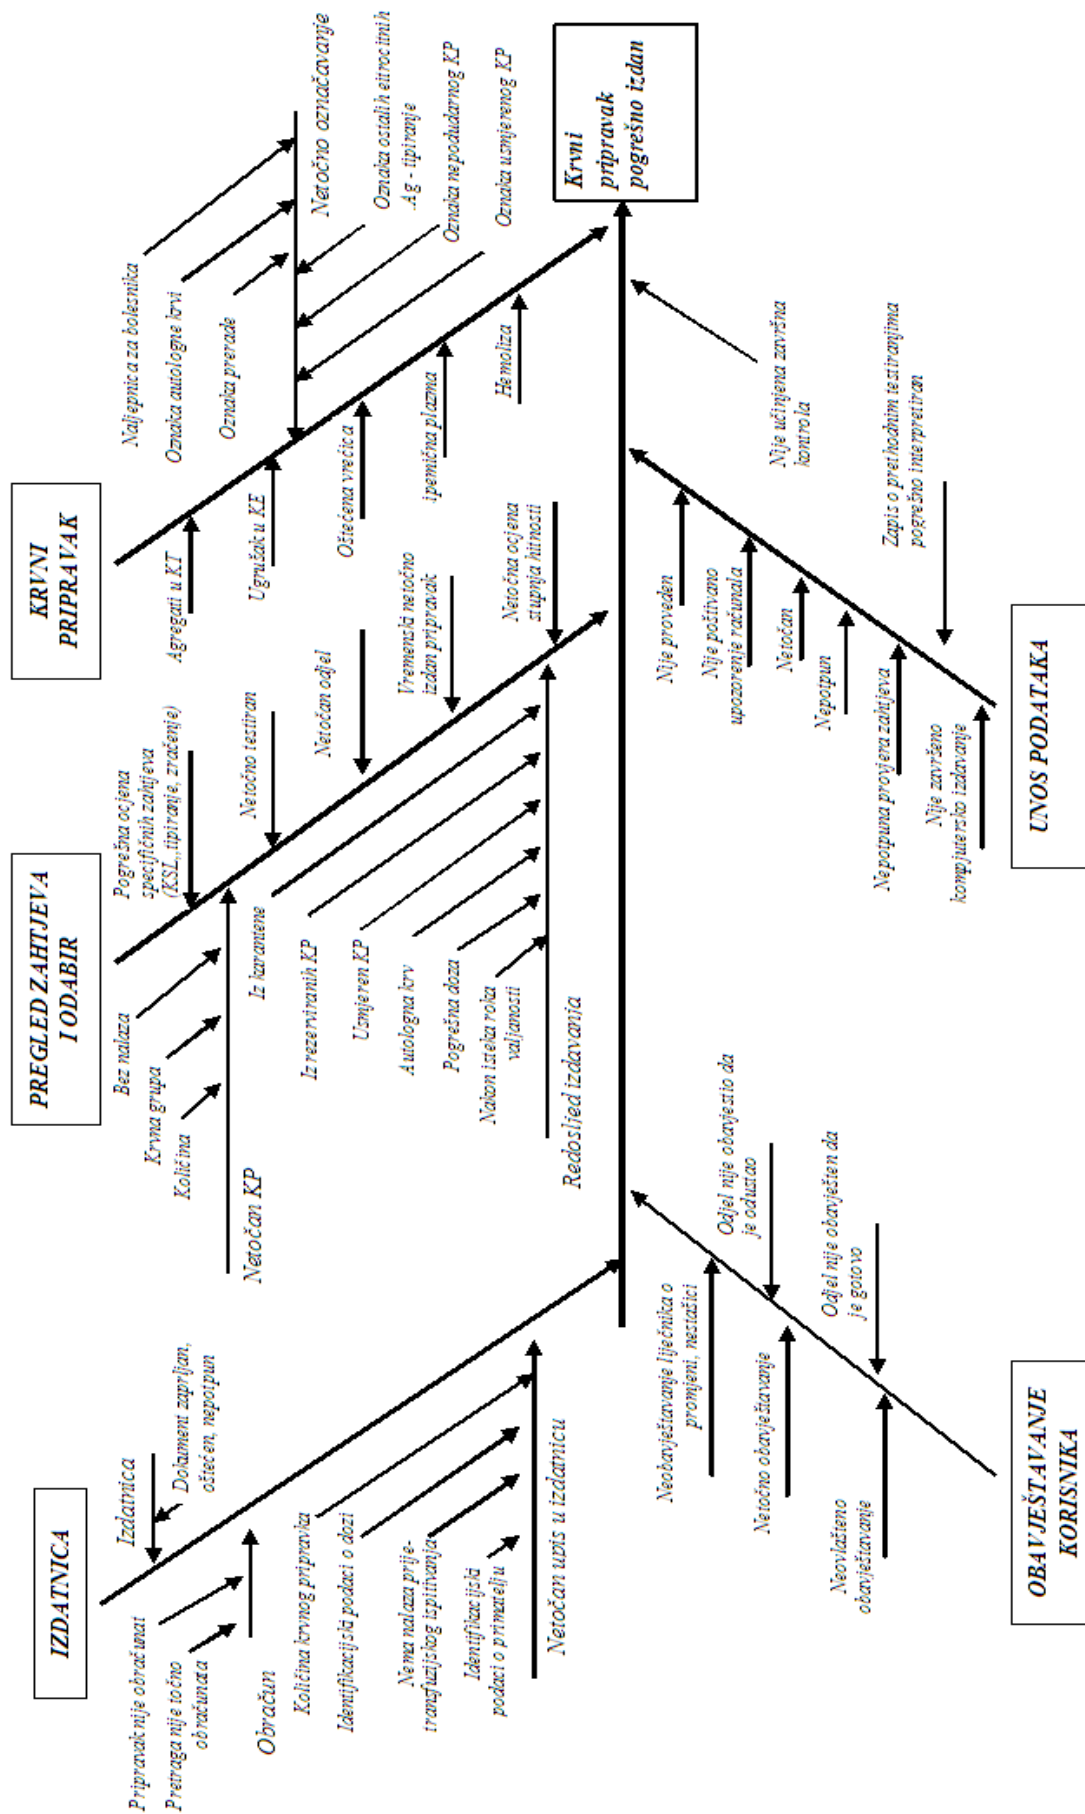 IZDATNICA
Izdatnica
Dokument zaprljan,
oštećen, nepotpun
Pripravak nije obračunat
Pretraga nije točno
obračunata
Obračun
Količina krvnog pripravka
Identifikacijski podaci o dozi
Nema nalaza prije-
transfuzijskog ispitivanja
Identifikacijski
podaci o primatelju
Netočan upis u izdamicu
PREGLED ZAHTJEVA
I ODABIR
Pogrešna ocjena
specifičnih zahtjeva
(KSL, tipiranje, zračenje)
Bez nalaza
Krvna grupa
Količina
Netočan KP
Netočno testiran
Iz karantene
Netočan odjel
Iz rezerviranih KP
Usmjeren KP
Vremenski netočno
izdan pripravak
Autologna krv
Pogrešna doza
Nakon isteka roka
valjanosti
Netočna ocjena
stupnja hitnosti
Redoslijed izdavanja
KRVNI
PRIPRAVAK
Naljepnica za bolesnika
Oznaka autologne krvi
Oznaka prerade
Netočno označavanje
Oznaka ostalih eitrocitnih
Ag - tipiranje
Oznaka nepodudarnog KP
Oznaka usmjerenog KP
Agregati u KT
Ugrušak u KE
Oštećena vrećica
ipemična plazma
Hemoliza
Krvni
pripravak
pogrešno izdan
OBAVJEŠTAVANJE
KORISNIKA
Neobavještavanje liječnika o
promjeni, nestašici
Odjel nije obavjestio da
je odustao
Netočno obavještavanje
Odjel nije obavješten da
je gotovo
Neovlašteno
obavještavanje
UNOS PODATAKA
Nije proveden
Nije poštivano
upozorenje računala
Netočan
Nepotpun
Nepotpuna provjera zahtjeva
Nije završeno
kompjutersko izdavanje
Zapis o prethodnim testiranjima
pogrešno interpretiran
Nije učinjena završna
kontrola